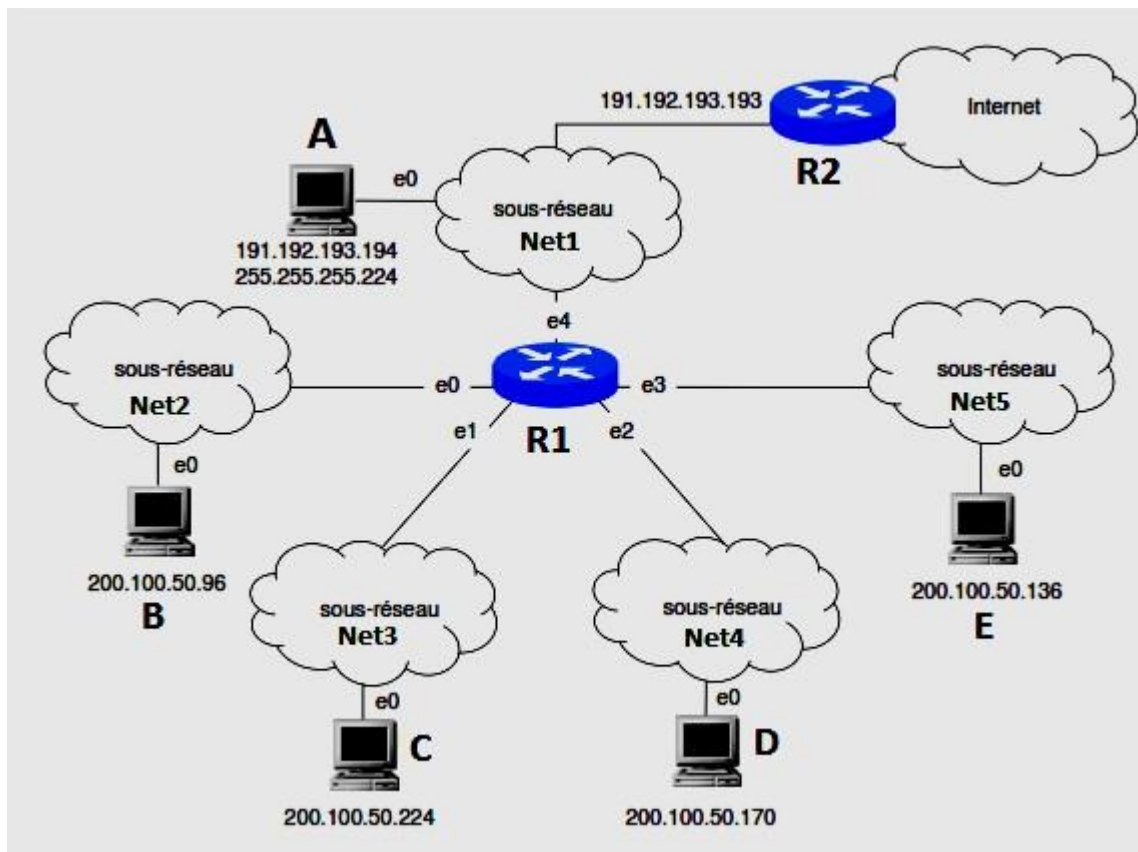 191.192.193.193
Internet
R2
A
e0
191.192.193.194
255.255.255.224
sous-réseau
Net1
e4
sous-réseau
Net2
e0
R1
e3
sous-réseau
Net5
e1
e2
e0
200.100.50.96
B
e0
200.100.50.136
E
sous-réseau
Net3
sous-réseau
Net4
e0
C
200.100.50.224
e0
D
200.100.50.170